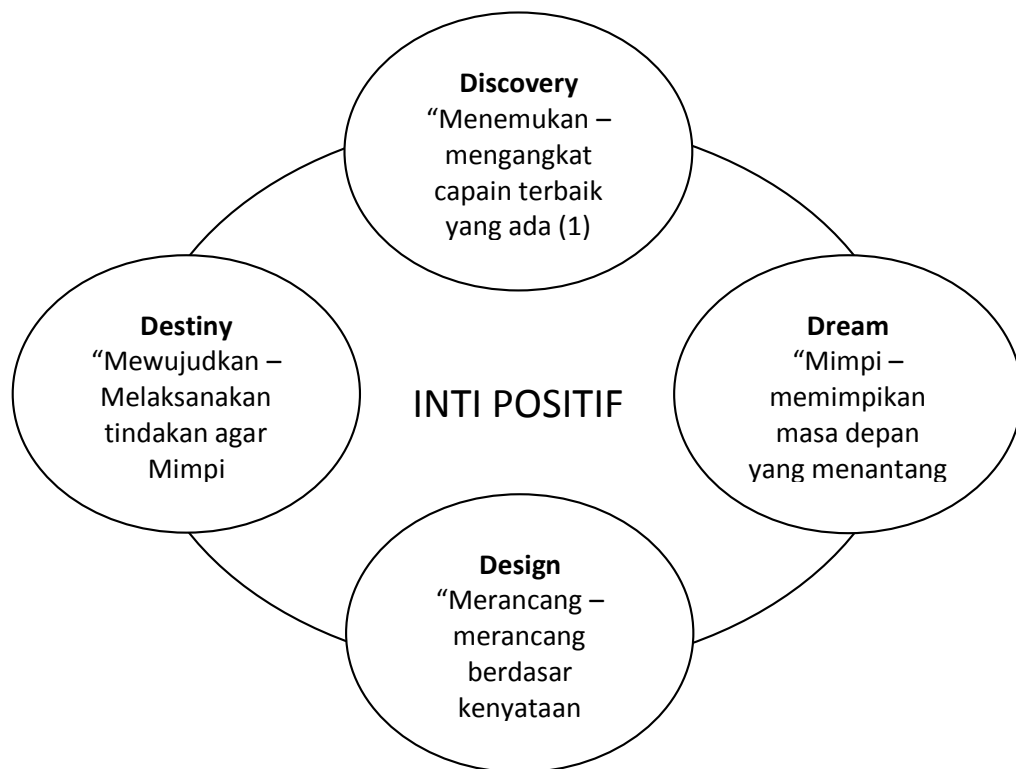 Discovery
“Menemukan –
mengangkat
capain terbaik
yang ada (1)
Destiny
“Mewujudkan –
Melaksanakan
tindakan agar
Mimpi
INTI POSITIF
Dream
“Mimpi –
memimpikan
masa depan
yang menantang
Design
“Merancang –
merancang
berdasar
kenyataan